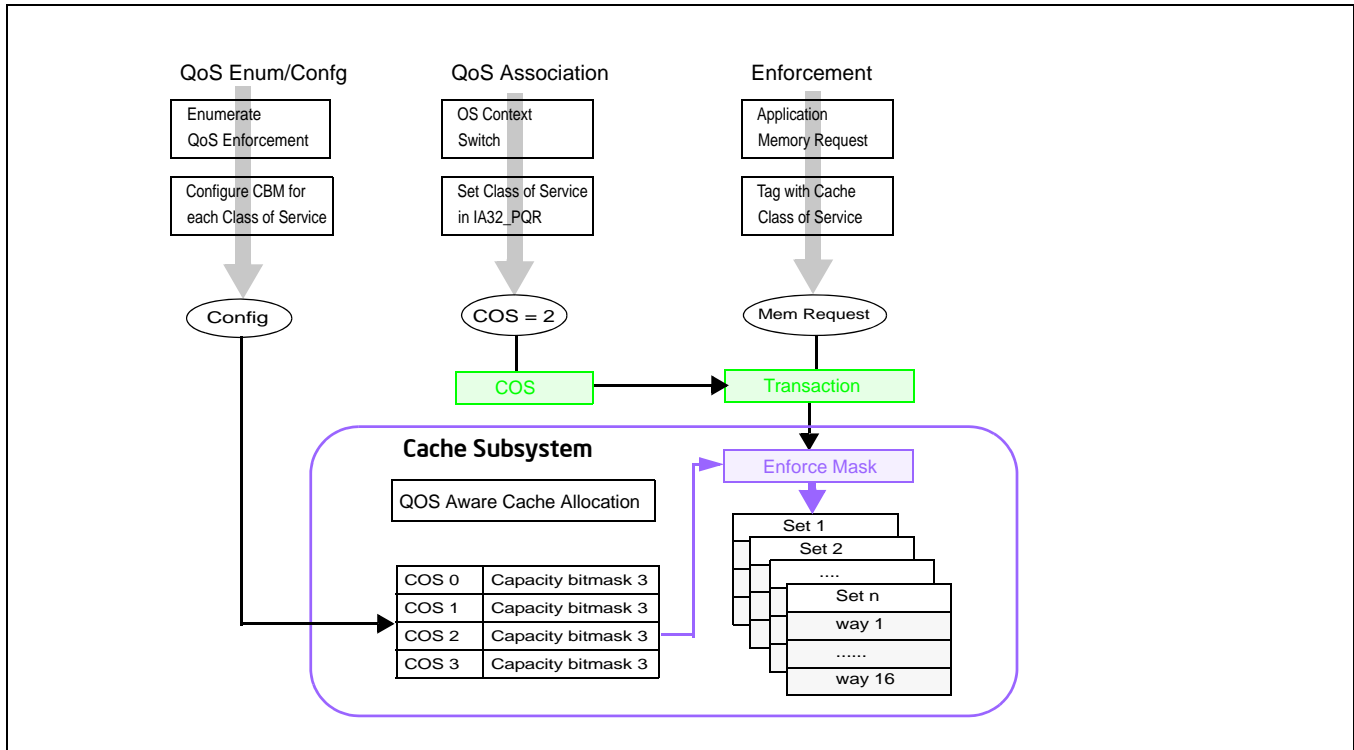 QoS Enum/Confg
QoS Association
Enforcement
Enumerate
QoS Enforcement
OS Context
Switch
Application
Memory Request
Configure CBM for
each Class of Service
Set Class of Service
in IA32_PQR
Tag with Cache
Class of Service
Config
COS = 2
Mem Request
COS
Transaction
Cache Subsystem
Enforce Mask
QOS Aware Cache Allocation
Set 1
Set 2
....
Set n
way 1
......
way 16
COS 0 Capacity bitmask 3
COS 1 Capacity bitmask 3
COS 2 Capacity bitmask 3
COS 3 Capacity bitmask 3